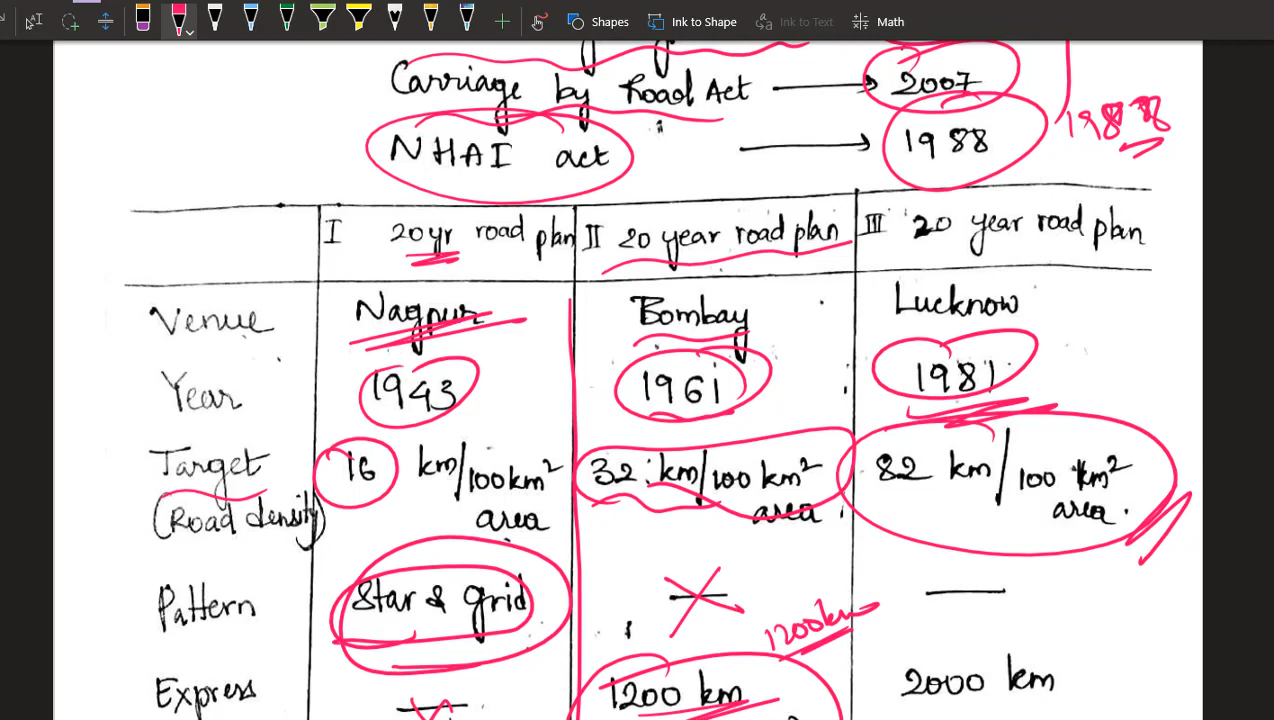 Shapes Ink to Shape Ink to Text Math
Carriage by Road Act → 2007
1988
NHAI act → 1988
I 20yr road plan II 20 year road plan III 20 year road plan
Venue Nagpur Bombay Lucknow
Year 1943 1961 1981
Target 16 km/100km² 32 km/100 km² 82 km/100 km²
(Road density) area area area.
Pattern Star & grid — —
1200km
Express — 1200 km 2000 km